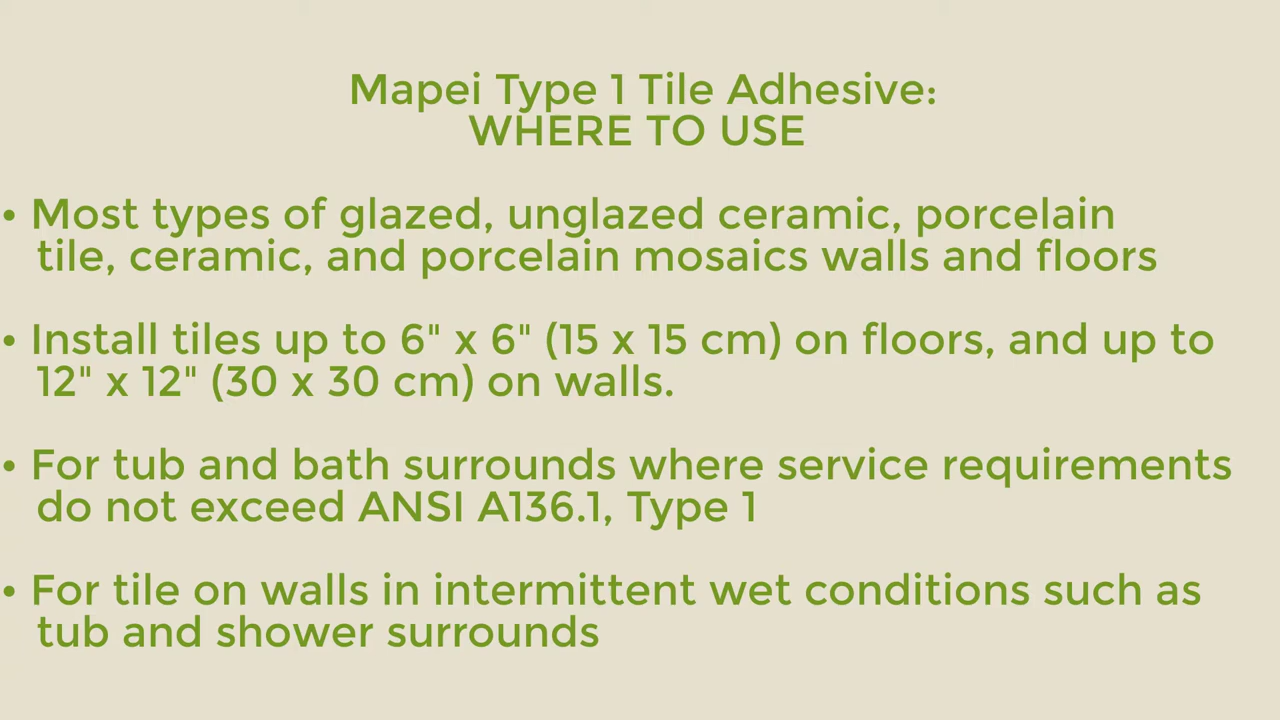 Mapei Type 1 Tile Adhesive:
WHERE TO USE
• Most types of glazed, unglazed ceramic, porcelain
tile, ceramic, and porcelain mosaics walls and floors
• Install tiles up to 6" x 6" (15 x 15 cm) on floors, and up to
12" x 12" (30 x 30 cm) on walls.
• For tub and bath surrounds where service requirements
do not exceed ANSI A136.1, Type 1
• For tile on walls in intermittent wet conditions such as
tub and shower surrounds